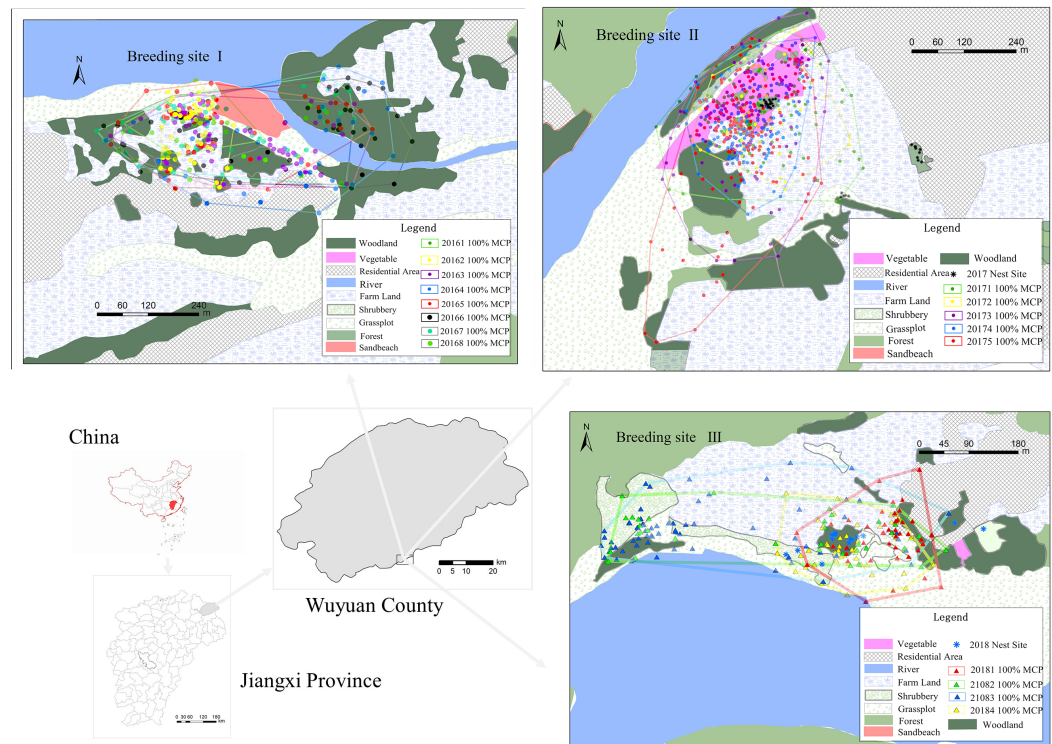 Breeding site I
N
Legend
Woodland
Vegetable
Residential Area
River
Farm Land
Shrubbery
Grassplot
Forest
Sandbeach
20161 100% MCP
20162 100% MCP
20163 100% MCP
20164 100% MCP
20165 100% MCP
20166 100% MCP
20167 100% MCP
20168 100% MCP
0 60 120 240
m
Breeding site II
N
0 60 120 240
m
Legend
Vegetable
Residential Area
River
Farm Land
Shrubbery
Grassplot
Forest
Sandbeach
Woodland
2017 Nest Site
20171 100% MCP
20172 100% MCP
20173 100% MCP
20174 100% MCP
20175 100% MCP
China
Jiangxi Province
0 30 60 120 180
km
Wuyuan County
km
0 5 10 20
Breeding site III
N
0 45 90 180
m
Legend
Vegetable
Residential Area
River
Farm Land
Shrubbery
Grassplot
Forest
Sandbeach
2018 Nest Site
20181 100% MCP
21082 100% MCP
21083 100% MCP
20184 100% MCP
Woodland